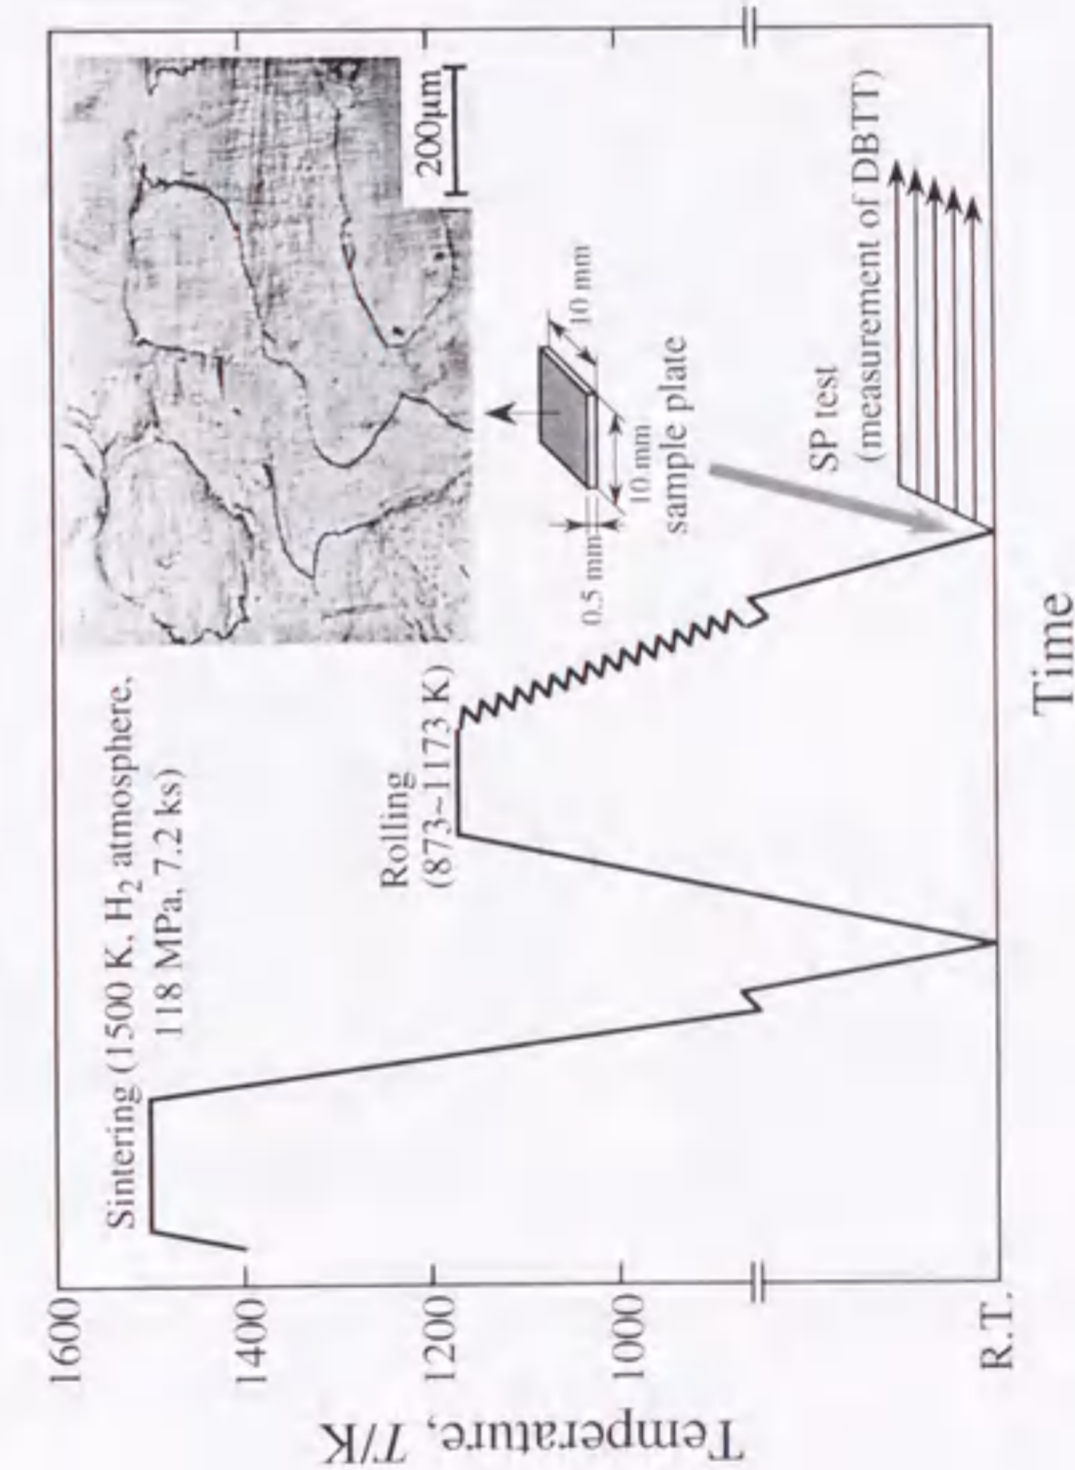 Temperature, T/K
1600
1400
1200
1000
R.T.
Sintering (1500 K, H₂ atmosphere,
118 MPa, 7.2 ks)
Rolling
(873~1173 K)
200μm
0.5 mm
10 mm
10 mm
sample plate
SP test
(measurement of DBTT)
Time